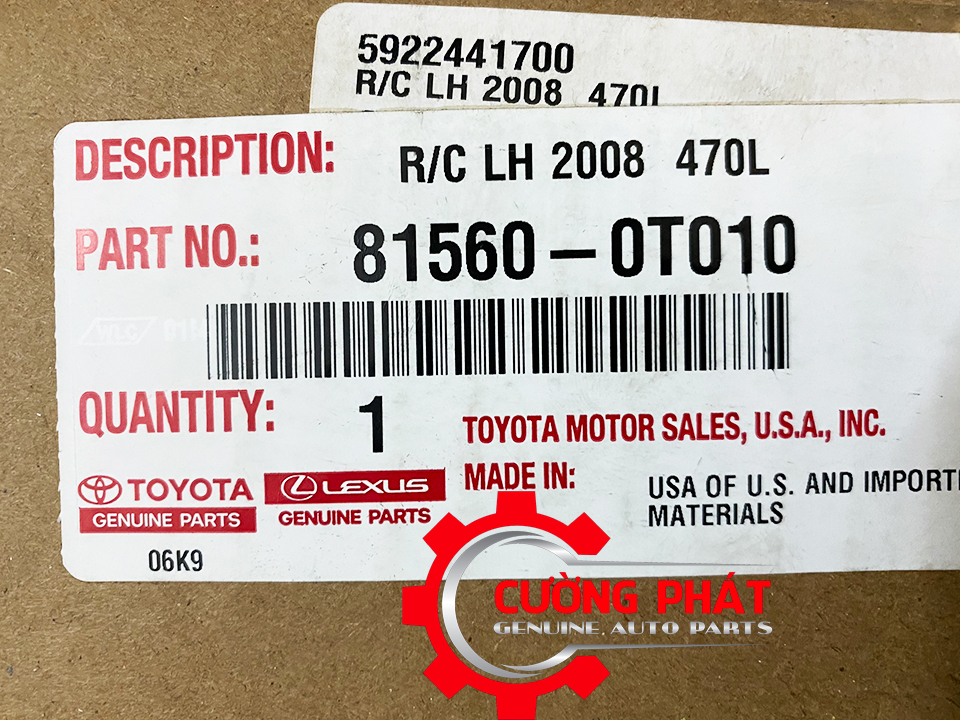 5922441700
R/C LH 2008 470L
DESCRIPTION: R/C LH 2008 470L
PART NO.: 81560-0T010
WLC
QUANTITY: 1
TOYOTA MOTOR SALES, U.S.A., INC.
MADE IN: USA OF U.S. AND IMPORTE
MATERIALS
TOYOTA
GENUINE PARTS
LEXUS
GENUINE PARTS
06K9
CƯỜNG PHÁT
GENUINE AUTO PARTS